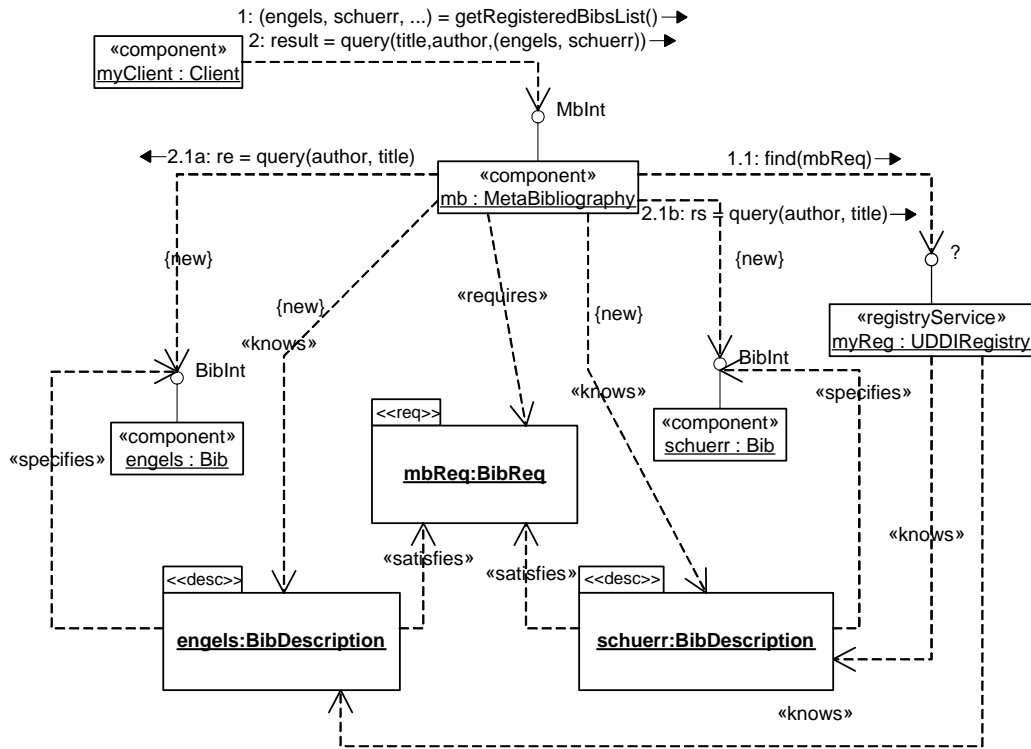 1: (engels, schuerr, ...) = getRegisteredBibsList()
2: result = query(title,author,(engels, schuerr))
«component»
myClient : Client
MbInt
2.1a: re = query(author, title)
1.1: find(mbReq)
«component»
mb : MetaBibliography
2.1b: rs = query(author, title)
{new}
{new}
?
{new}
«requires»
{new}
«registryService»
myReg : UDDIRegistry
«knows»
BibInt
BibInt
«knows»
«specifies»
<<req>>
«component»
engels : Bib
«component»
schuerr : Bib
«specifies»
mbReq:BibReq
«knows»
«satisfies»
«satisfies»
<<desc>>
<<desc>>
engels:BibDescription
schuerr:BibDescription
«knows»